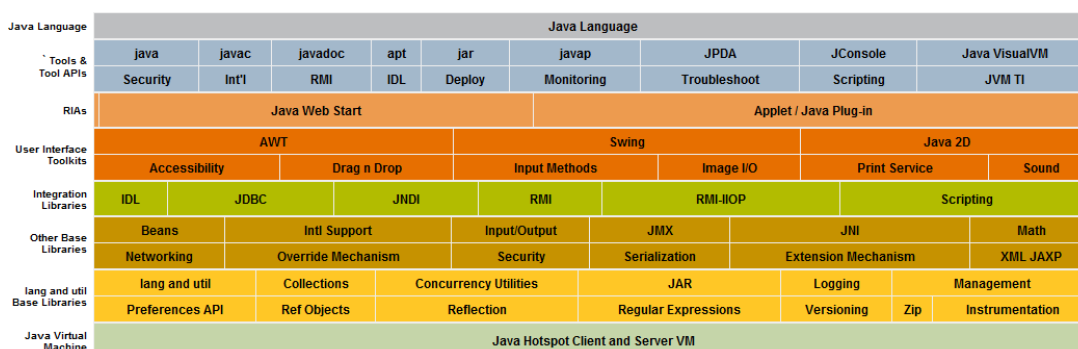 Java Language Java Language
` Tools & Tool APIs
java javac javadoc apt jar javap JPDA JConsole Java VisualVM
Security Int'l RMI IDL Deploy Monitoring Troubleshoot Scripting JVM TI
RIAs Java Web Start Applet / Java Plug-in
User Interface Toolkits
AWT Swing Java 2D
Accessibility Drag n Drop Input Methods Image I/O Print Service Sound
Integration Libraries
IDL JDBC JNDI RMI RMI-IIOP Scripting
Other Base Libraries
Beans Intl Support Input/Output JMX JNI Math
Networking Override Mechanism Security Serialization Extension Mechanism XML JAXP
lang and util Base Libraries
lang and util Collections Concurrency Utilities JAR Logging Management
Preferences API Ref Objects Reflection Regular Expressions Versioning Zip Instrumentation
Java Virtual Machine
Java Hotspot Client and Server VM